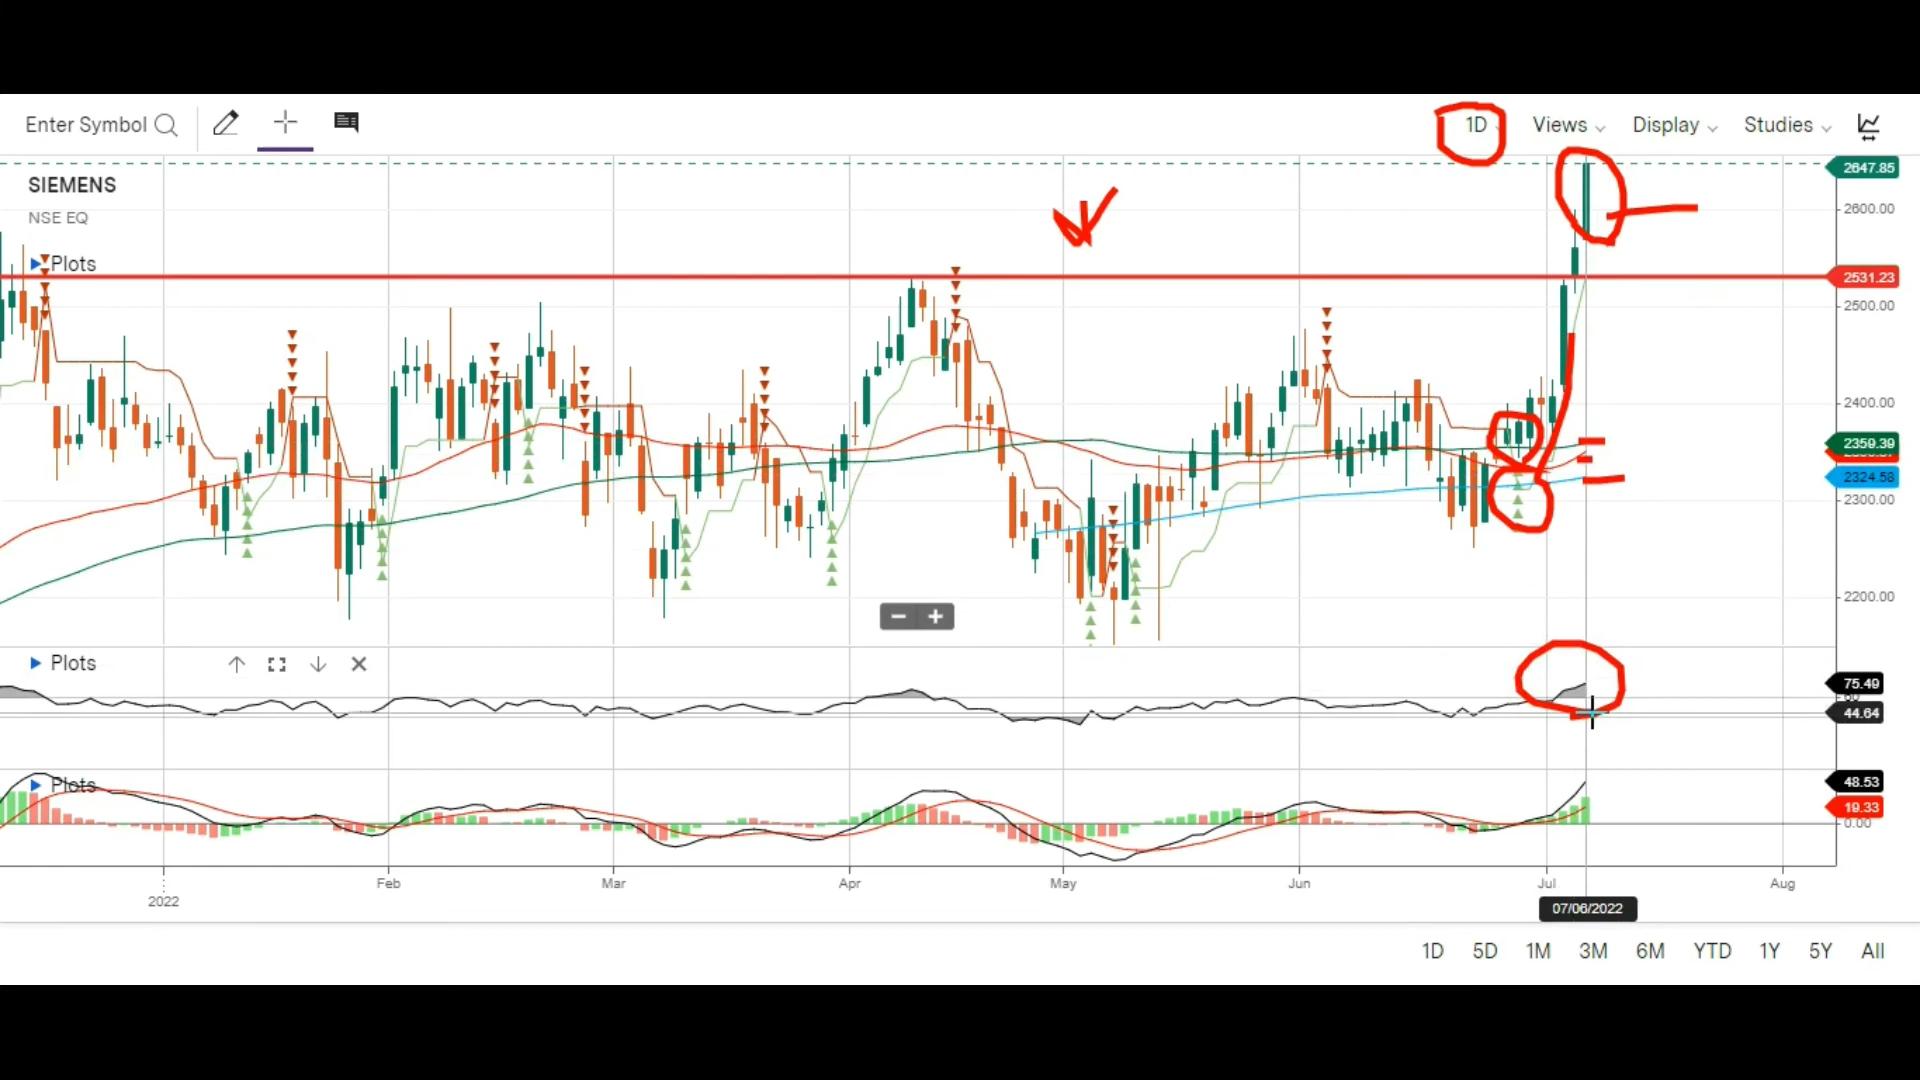 Enter Symbol
1D Views Display Studies
SIEMENS
NSE EQ
Plots
2647.85
2600.00
2531.23
2500.00
2400.00
2359.39
2324.58
2300.00
2200.00
Plots
75.49
44.64
Plots
48.53
19.33
0.00
2022 Feb Mar Apr May Jun Jul Aug
07/06/2022
1D 5D 1M 3M 6M YTD 1Y 5Y All